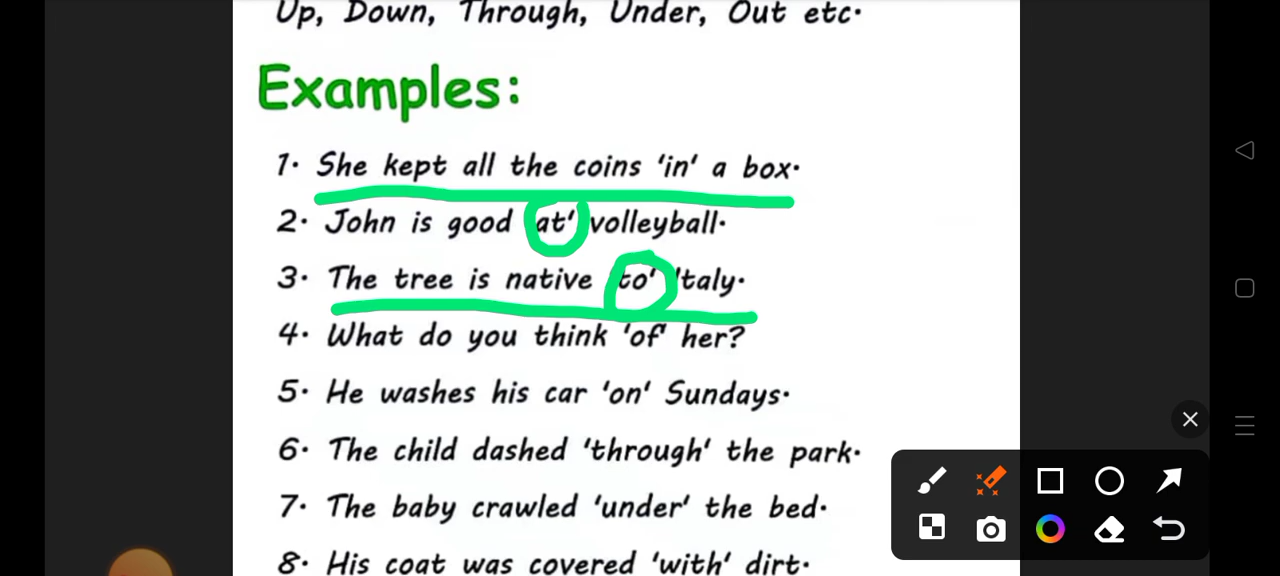 Up, Down, Through, Under, Out etc.
Examples:
1. She kept all the coins 'in' a box.
2. John is good 'at' volleyball.
3. The tree is native 'to' Italy.
4. What do you think 'of' her?
5. He washes his car 'on' Sundays.
6. The child dashed 'through' the park.
7. The baby crawled 'under' the bed.
8. His coat was covered 'with' dirt.